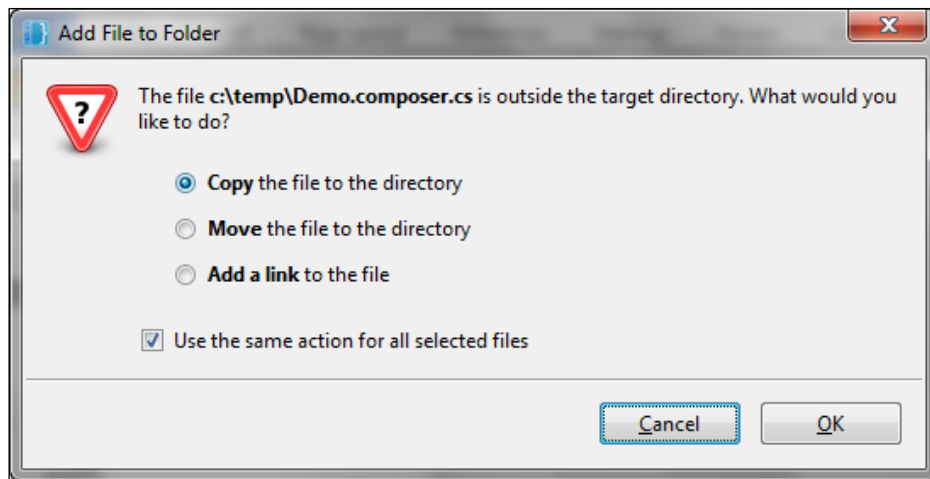 Add File to Folder
The file c:\temp\Demo.composer.cs is outside the target directory. What would you
like to do?
?
Copy the file to the directory
Move the file to the directory
Add a link to the file
Use the same action for all selected files
Cancel
OK